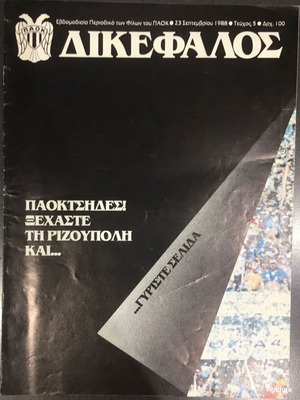 ΠΑΟΚ
Εβδομαδιαίο Περιοδικό των Φίλων του ΠΑΟΚ ● 23 Σεπτεμβρίου 1988 ● Τεύχος 5 ● Δρχ. 100
ΔΙΚΕΦΑΛΟΣ
ΠΑΟΚΤΣΗΔΕΣ!
ΞΕΧΑΣΤΕ
ΤΗ ΡΙΖΟΥΠΟΛΗ
ΚΑΙ...
...ΓΥΡΙΣΤΕ ΣΕΛΙΔΑ